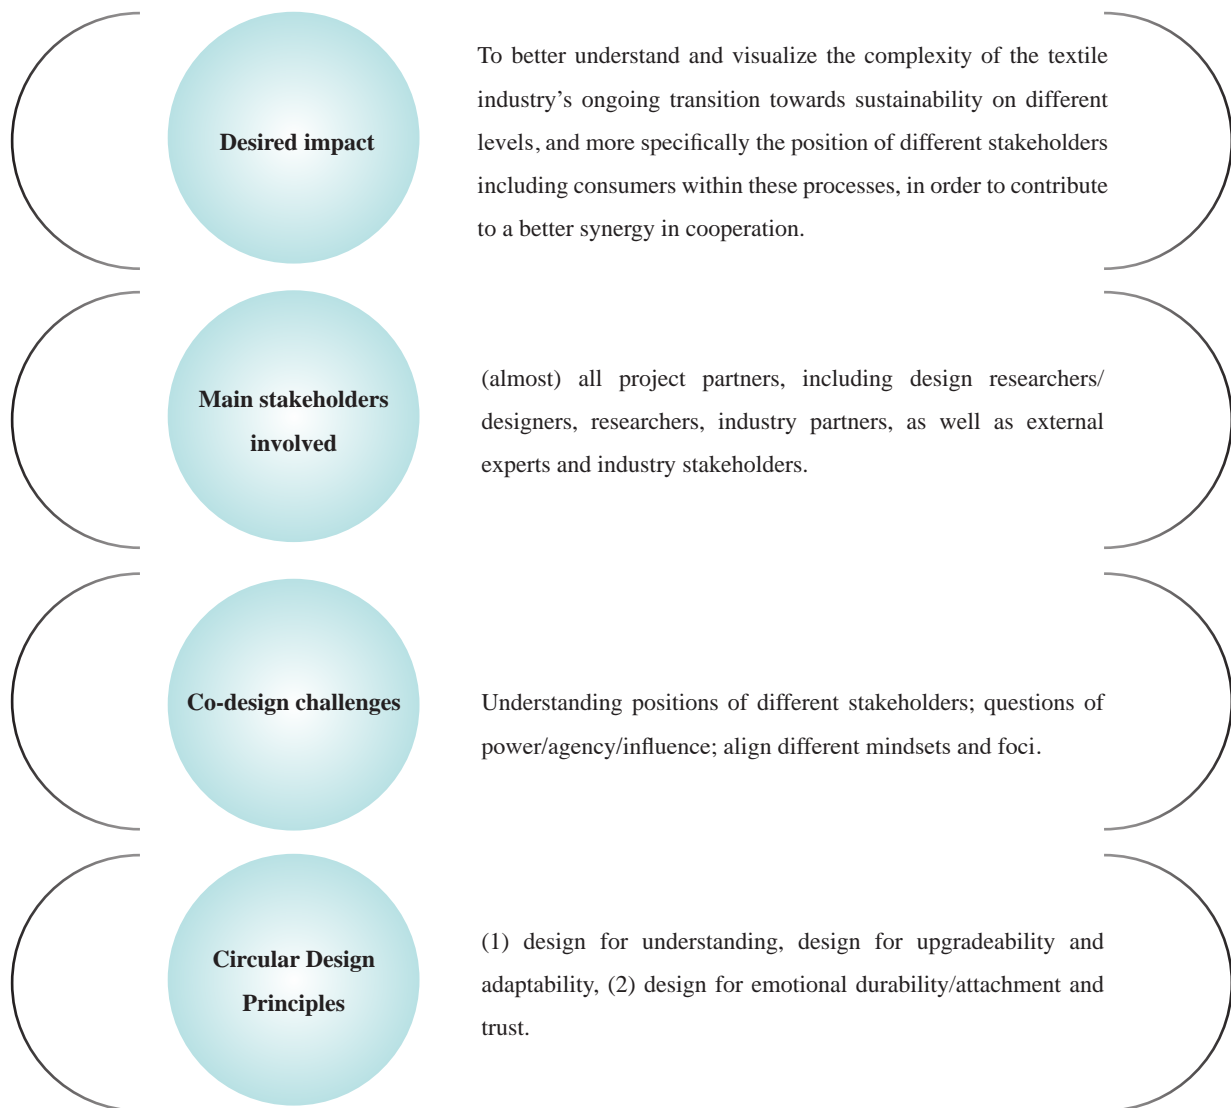 Desired impact
To better understand and visualize the complexity of the textile
industry’s ongoing transition towards sustainability on different
levels, and more specifically the position of different stakeholders
including consumers within these processes, in order to contribute
to a better synergy in cooperation.
Main stakeholders
involved
(almost) all project partners, including design researchers/
designers, researchers, industry partners, as well as external
experts and industry stakeholders.
Co-design challenges
Understanding positions of different stakeholders; questions of
power/agency/influence; align different mindsets and foci.
Circular Design
Principles
(1) design for understanding, design for upgradeability and
adaptability, (2) design for emotional durability/attachment and
trust.